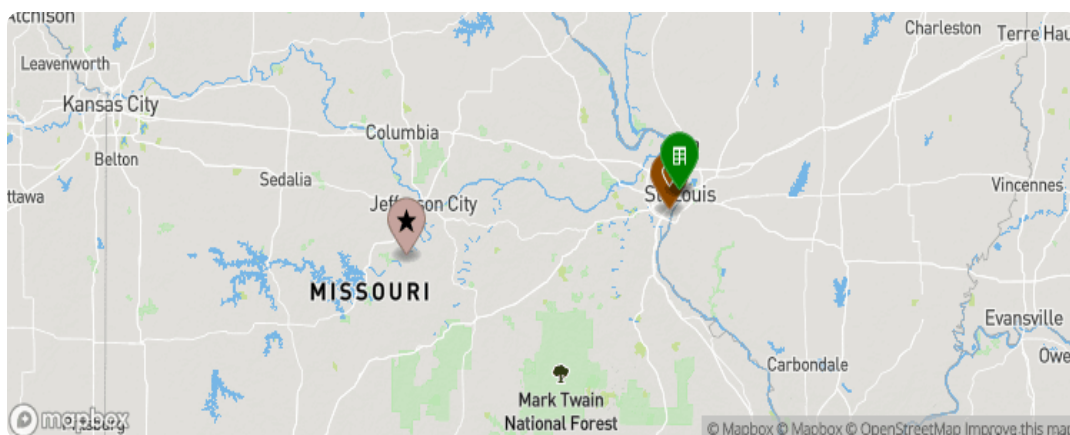 Atchison
Charleston
Terre Hau
Leavenworth
Kansas City
Columbia
Belton
Sedalia
St. Louis
Vincennes
ttawa
Jefferson City
MISSOURI
Evansville
Owe
Carbondale
Mark Twain
National Forest
mapbox
Pittsburg
© Mapbox © Mapbox © OpenStreetMap Improve this map